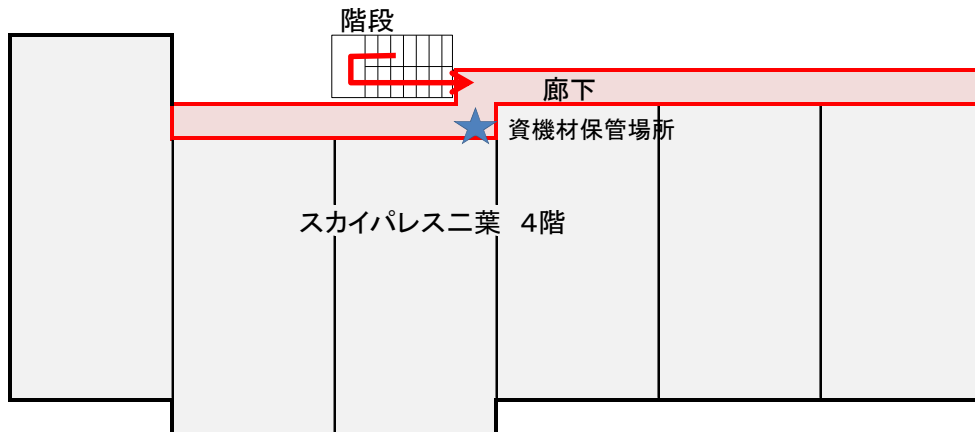 階段
廊下
資機材保管場所
スカイパレス二葉　４階